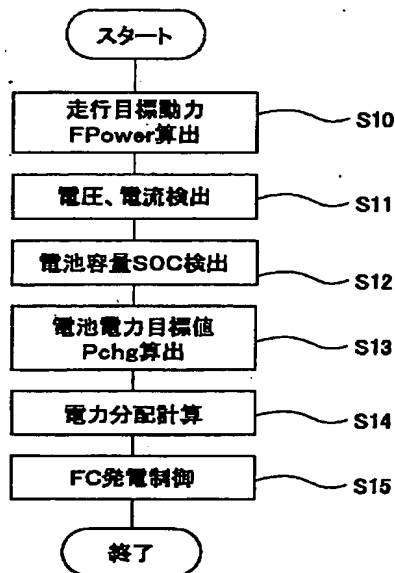 スタート
走行目標動力
FPower算出
S10
電圧、電流検出
S11
電池容量SOC検出
S12
電池電力目標値
Pchg算出
S13
電力分配計算
S14
FC発電制御
S15
終了